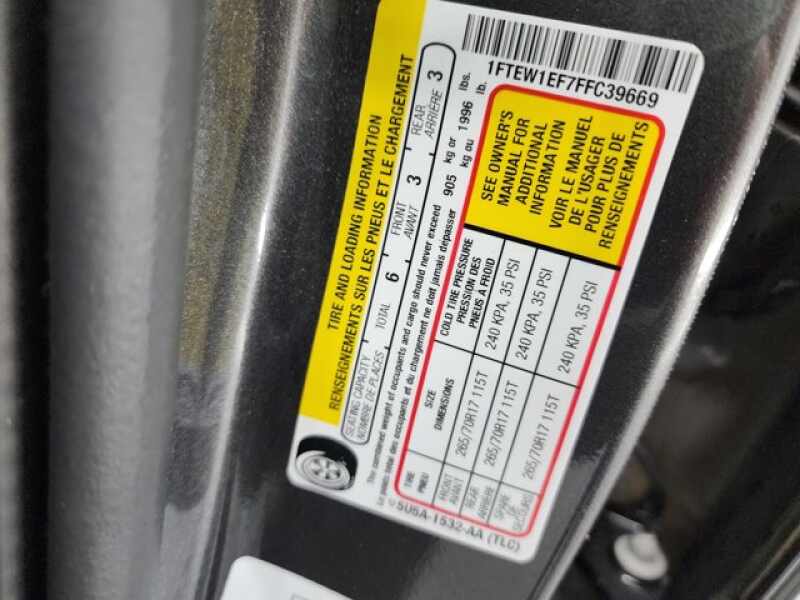 TIRE AND LOADING INFORMATION
RENSEIGNEMENTS SUR LES PNEUS ET LE CHARGEMENT
SEATING CAPACITY
NOMBRE DE PLACES
TOTAL 6
FRONT
AVANT
3
REAR
ARRIÈRE
3
The combined weight of occupants and cargo should never exceed 905 kg or 1996 lbs.
Le poids total des occupants et du chargement ne doit jamais dépasser kg ou lb.
TIRE
PNEU
SIZE
DIMENSIONS
COLD TIRE PRESSURE
PRESSION DES
PNEUS A FROID
FRONT
AVANT
265/70R17 115T
240 KPA, 35 PSI
REAR
ARRIÈRE
265/70R17 115T
240 KPA, 35 PSI
SPARE
DE
SECOURS
265/70R17 115T
240 KPA, 35 PSI
SEE OWNER'S
MANUAL FOR
ADDITIONAL
INFORMATION
VOIR LE MANUEL
DE L'USAGER
POUR PLUS DE
RENSEIGNEMENTS
5U5A-1532-AA (TLC)
1FTEW1EF7FFC39669